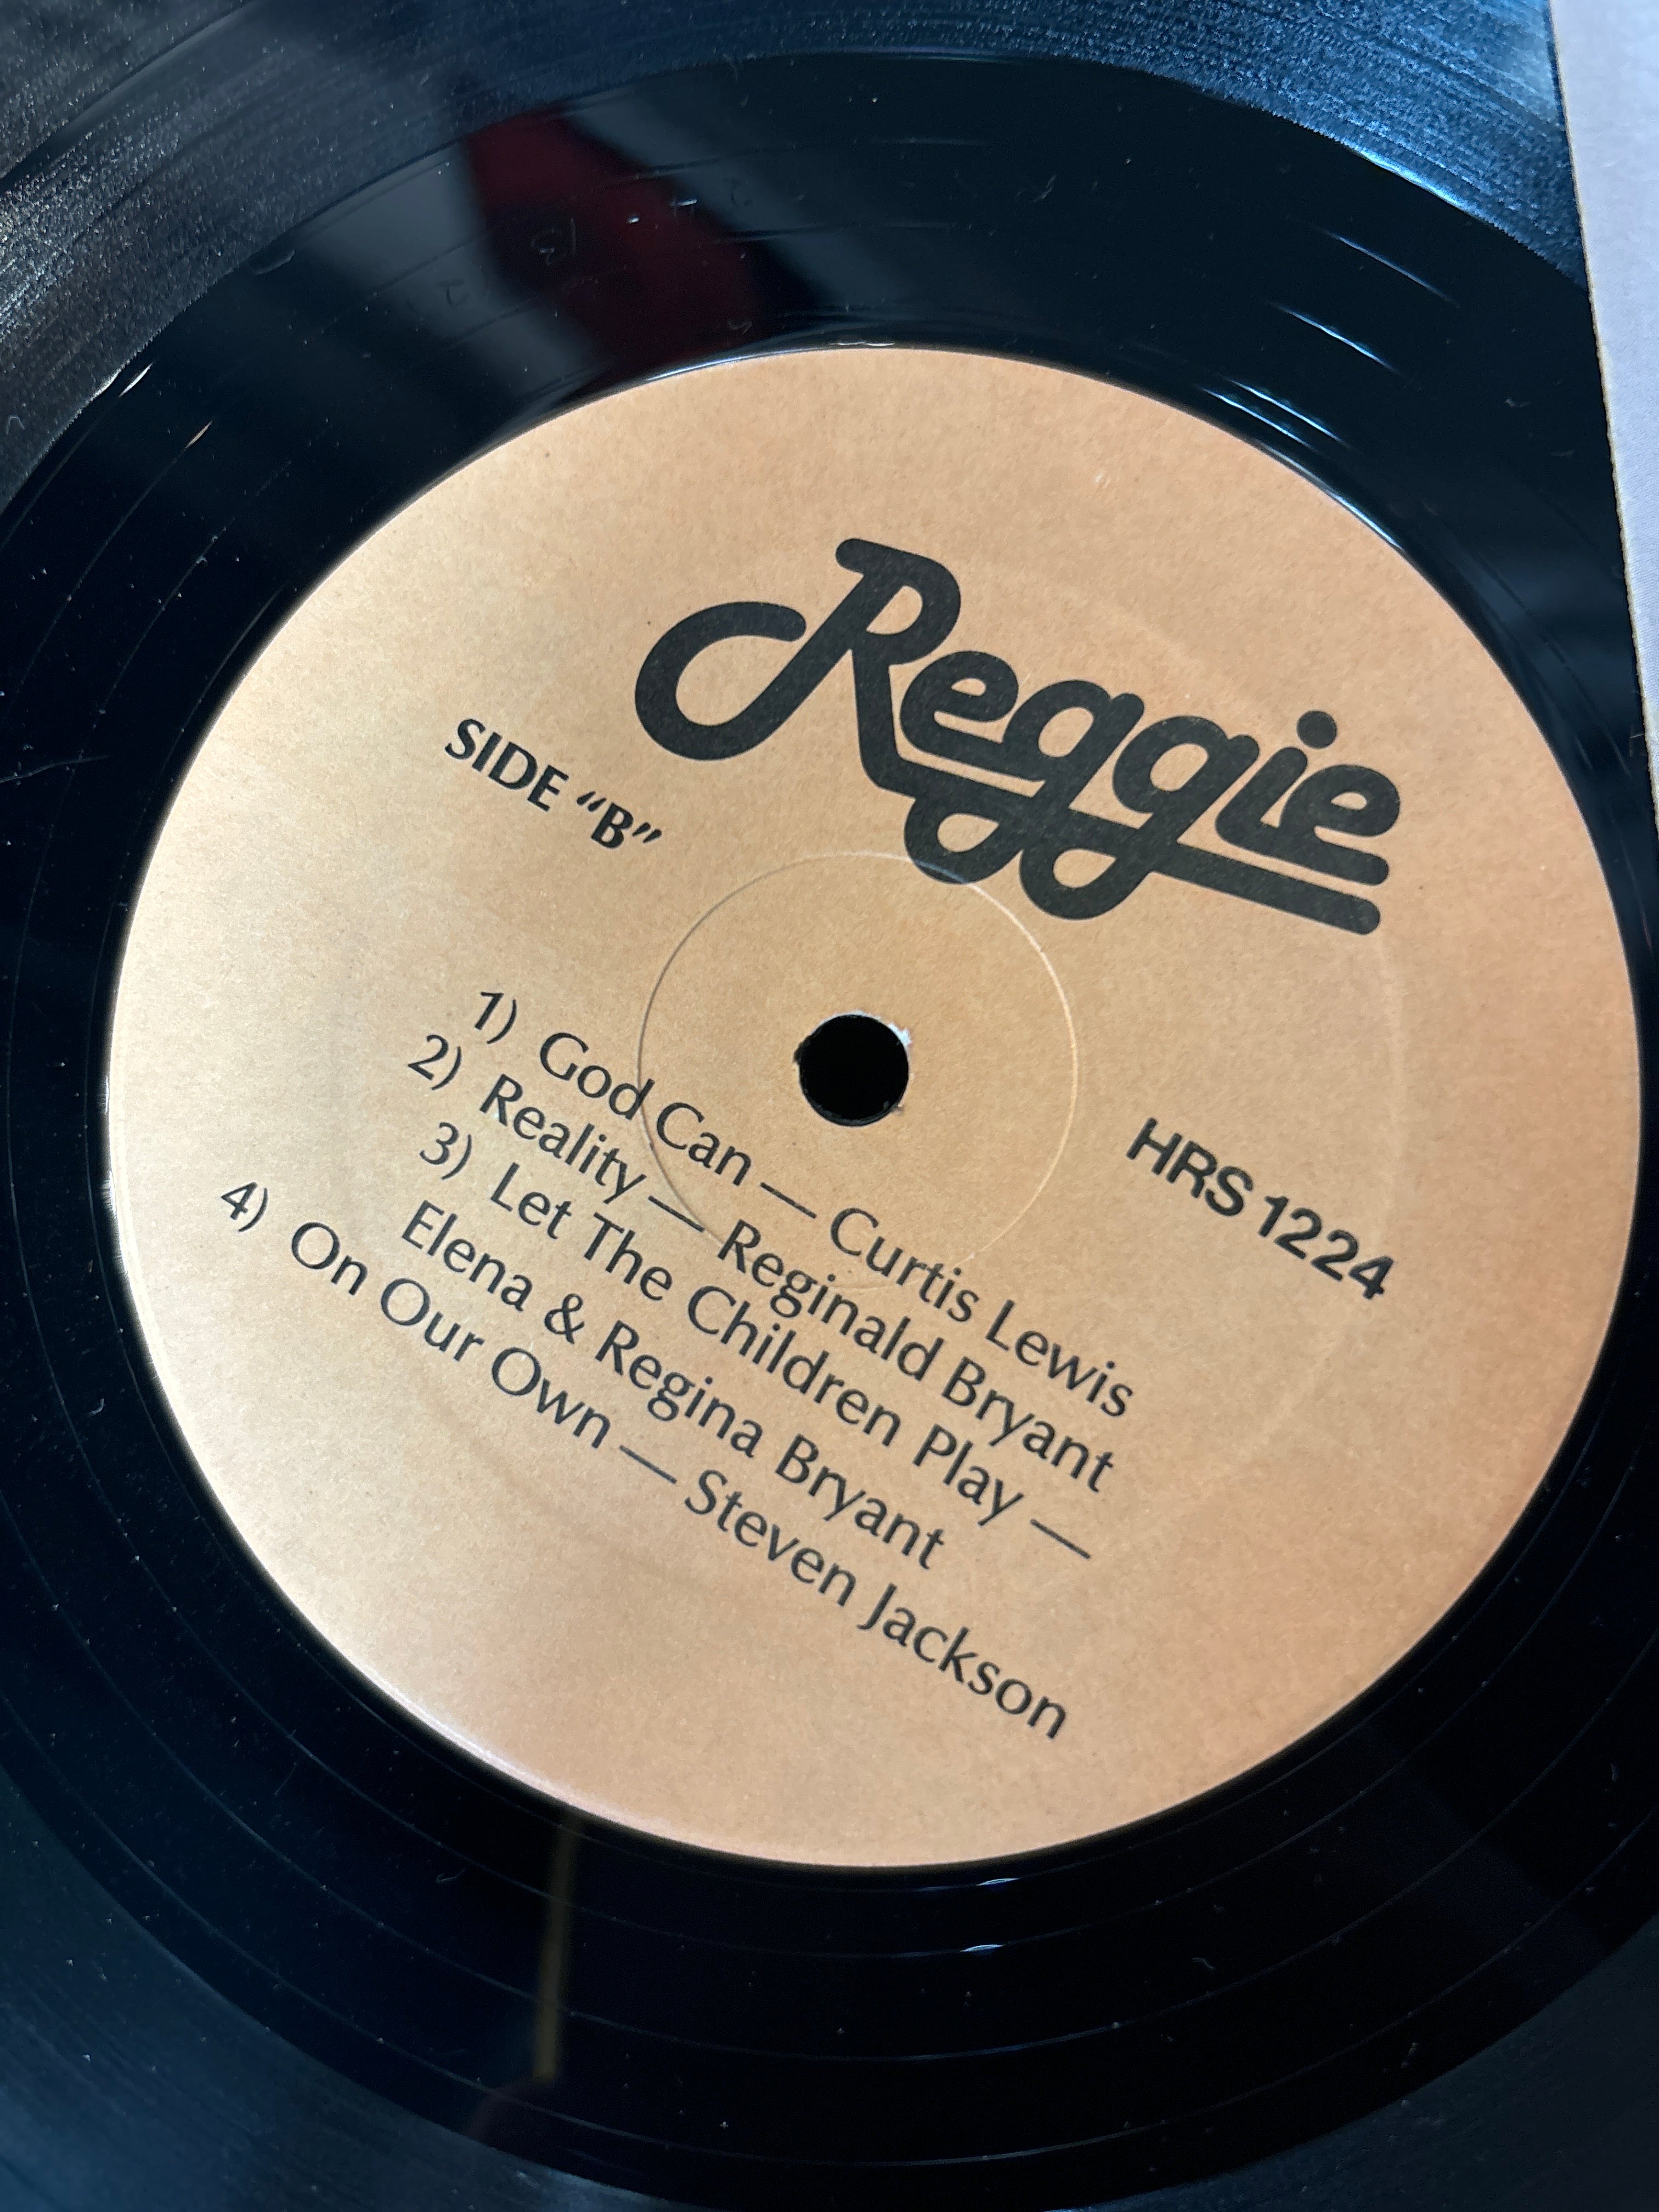 Reggie
SIDE “B”
HRS 1224
1) God Can — Curtis Lewis
2) Reality — Reginald Bryant
3) Let The Children Play —
Elena & Regina Bryant
4) On Our Own — Steven Jackson